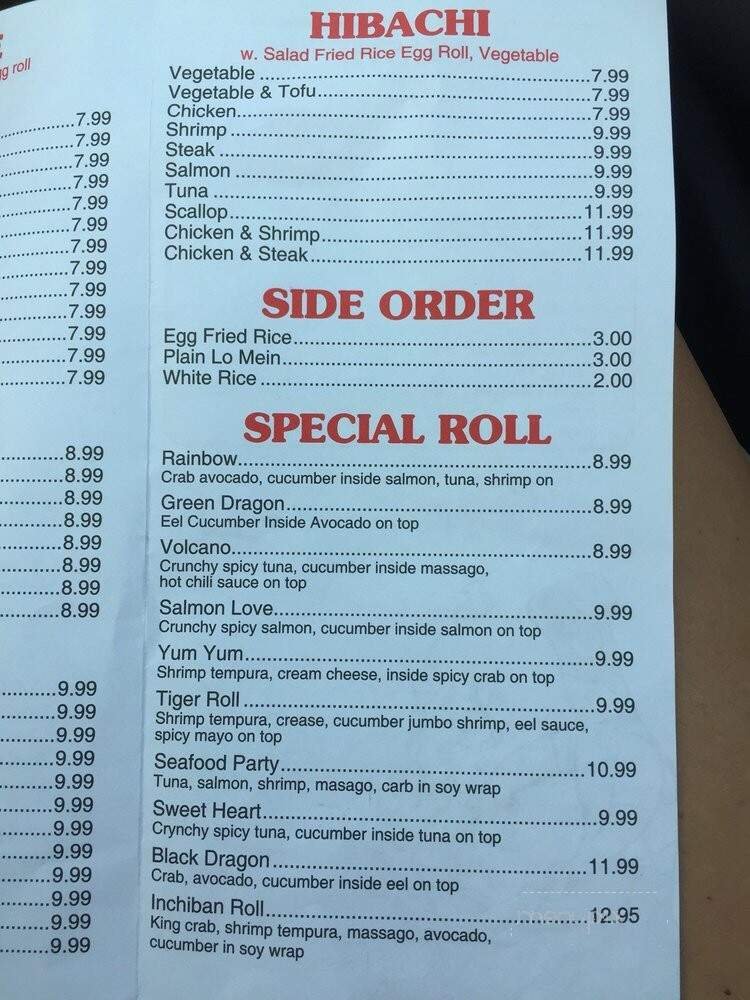 E
gg roll
7.99
7.99
7.99
7.99
7.99
7.99
7.99
7.99
7.99
7.99
7.99
7.99
7.99
8.99
8.99
8.99
8.99
8.99
8.99
8.99
8.99
9.99
9.99
9.99
9.99
9.99
9.99
9.99
9.99
9.99
9.99
9.99
9.99
HIBACHI
w. Salad Fried Rice Egg Roll, Vegetable
Vegetable ..... 7.99
Vegetable & Tofu ..... 7.99
Chicken ..... 7.99
Shrimp ..... 9.99
Steak ..... 9.99
Salmon ..... 9.99
Tuna ..... 9.99
Scallop ..... 11.99
Chicken & Shrimp ..... 11.99
Chicken & Steak ..... 11.99
SIDE ORDER
Egg Fried Rice ..... 3.00
Plain Lo Mein ..... 3.00
White Rice ..... 2.00
SPECIAL ROLL
Rainbow ..... 8.99
Crab avocado, cucumber inside salmon, tuna, shrimp on
Green Dragon ..... 8.99
Eel Cucumber Inside Avocado on top
Volcano ..... 8.99
Crunchy spicy tuna, cucumber inside massago,
hot chili sauce on top
Salmon Love ..... 9.99
Crunchy spicy salmon, cucumber inside salmon on top
Yum Yum ..... 9.99
Shrimp tempura, cream cheese, inside spicy crab on top
Tiger Roll ..... 9.99
Shrimp tempura, crease, cucumber jumbo shrimp, eel sauce,
spicy mayo on top
Seafood Party ..... 10.99
Tuna, salmon, shrimp, masago, carb in soy wrap
Sweet Heart ..... 9.99
Crynchy spicy tuna, cucumber inside tuna on top
Black Dragon ..... 11.99
Crab, avocado, cucumber inside eel on top
Inchiban Roll ..... 12.95
King crab, shrimp tempura, massago, avocado,
cucumber in soy wrap